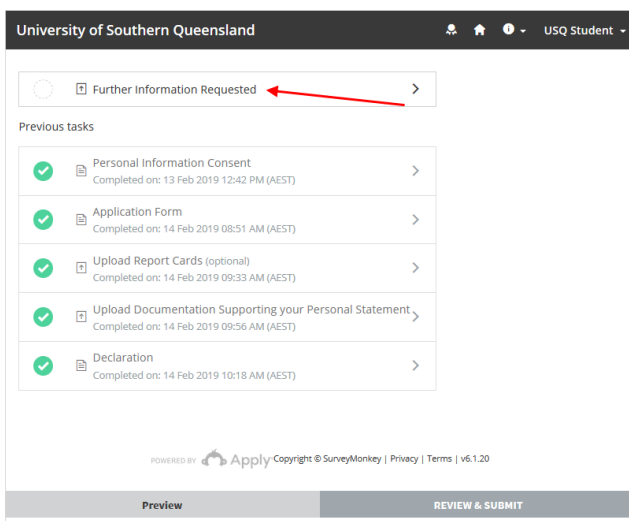 University of Southern Queensland
USQ Student
Further Information Requested
Previous tasks
Personal Information Consent
Completed on: 13 Feb 2019 12:42 PM (AEST)
Application Form
Completed on: 14 Feb 2019 08:51 AM (AEST)
Upload Report Cards (optional)
Completed on: 14 Feb 2019 09:33 AM (AEST)
Upload Documentation Supporting your Personal Statement
Completed on: 14 Feb 2019 09:56 AM (AEST)
Declaration
Completed on: 14 Feb 2019 10:18 AM (AEST)
POWERED BY Apply Copyright © SurveyMonkey | Privacy | Terms | v6.1.20
Preview REVIEW & SUBMIT